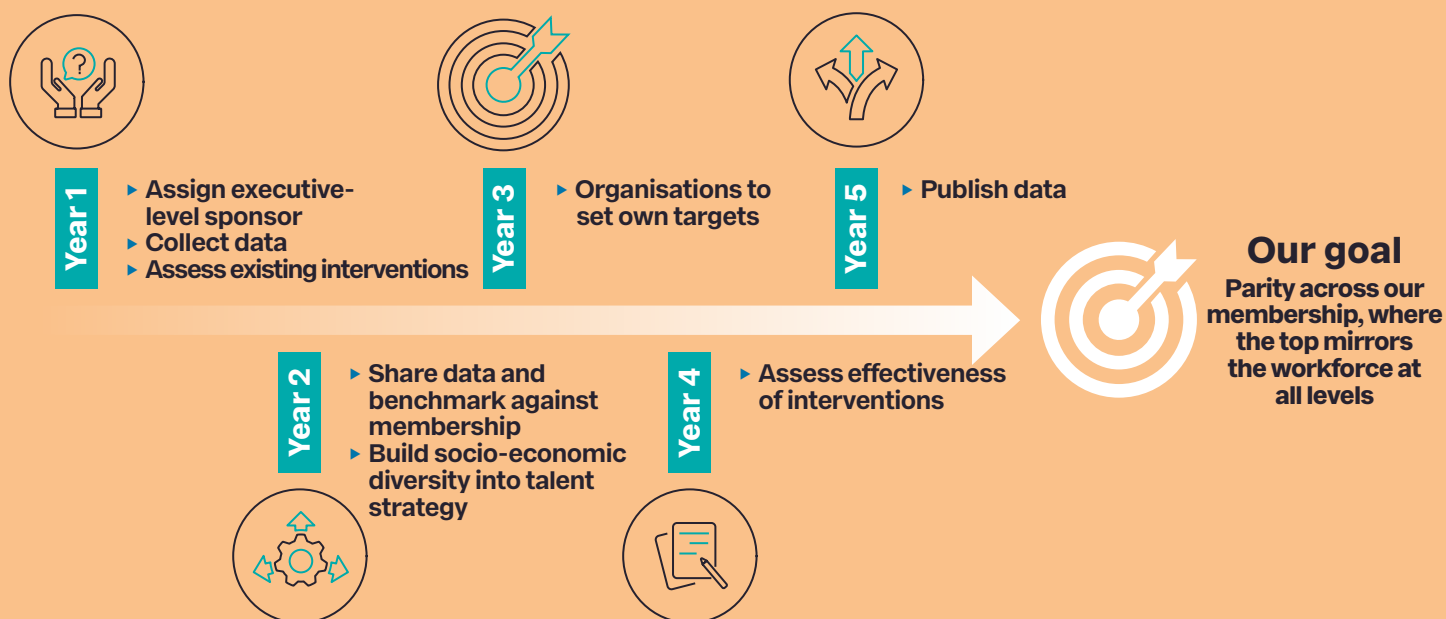 ?
Year 1
▸ Assign executive-
level sponsor
▸ Collect data
▸ Assess existing interventions
Year 2
▸ Share data and
benchmark against
membership
▸ Build socio-economic
diversity into talent
strategy
Year 3
▸ Organisations to
set own targets
Year 4
▸ Assess effectiveness
of interventions
Year 5
▸ Publish data
Our goal
Parity across our
membership, where
the top mirrors
the workforce at
all levels